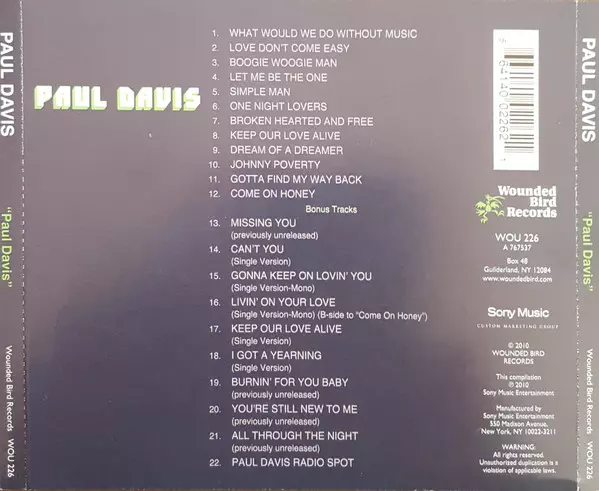 PAUL DAVIS
"Paul Davis"
Wounded Bird Records
WOU 226
PAUL DAVIS
1. WHAT WOULD WE DO WITHOUT MUSIC
2. LOVE DON'T COME EASY
3. BOOGIE WOOGIE MAN
4. LET ME BE THE ONE
5. SIMPLE MAN
6. ONE NIGHT LOVERS
7. BROKEN HEARTED AND FREE
8. KEEP OUR LOVE ALIVE
9. DREAM OF A DREAMER
10. JOHNNY POVERTY
11. GOTTA FIND MY WAY BACK
12. COME ON HONEY
Bonus Tracks
13. MISSING YOU
(previously unreleased)
14. CAN'T YOU
(Single Version)
15. GONNA KEEP ON LOVIN' YOU
(Single Version-Mono)
16. LIVIN' ON YOUR LOVE
(Single Version-Mono) (B-side to "Come On Honey")
17. KEEP OUR LOVE ALIVE
(Single Version)
18. I GOT A YEARNING
(Single Version)
19. BURNIN' FOR YOU BABY
(previously unreleased)
20. YOU'RE STILL NEW TO ME
(previously unreleased)
21. ALL THROUGH THE NIGHT
(previously unreleased)
22. PAUL DAVIS RADIO SPOT
6 64140 02262 1
Wounded
Bird
Records
WOU 226
A 767537
Box 48
Guilderland, NY 12084
www.woundedbird.com
Sony Music
CUSTOM MARKETING GROUP
© 2010
WOUNDED BIRD
RECORDS
This compilation
℗ 2010
Sony Music Entertainment
Manufactured by
Sony Music Entertainment
550 Madison Avenue,
New York, NY 10022-3211
WARNING:
All rights reserved.
Unauthorized duplication is a
violation of applicable laws.
PAUL DAVIS
"Paul Davis"
Wounded Bird Records
WOU 226